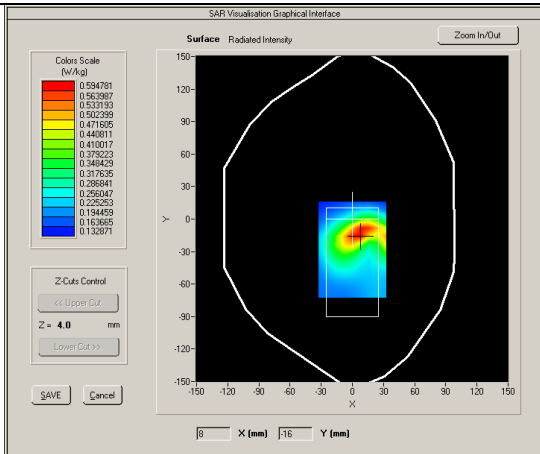 SAR Visualisation Graphical Interface
Surface Radiated Intensity
Zoom In/Out
Colors Scale
(W/kg)
0.594781
0.563987
0.533193
0.502399
0.471605
0.440811
0.410017
0.379223
0.348429
0.317635
0.286841
0.256047
0.225253
0.194459
0.163665
0.132871
Z-Cuts Control
<< Upper Cut
Z = 4.0 mm
Lower Cut >>
SAVE Cancel
Y
150
120
90
60
30
0
-30
-60
-90
-120
-150
-150 -120 -90 -60 -30 0 30 60 90 120 150
X
8 X (mm) -16 Y (mm)